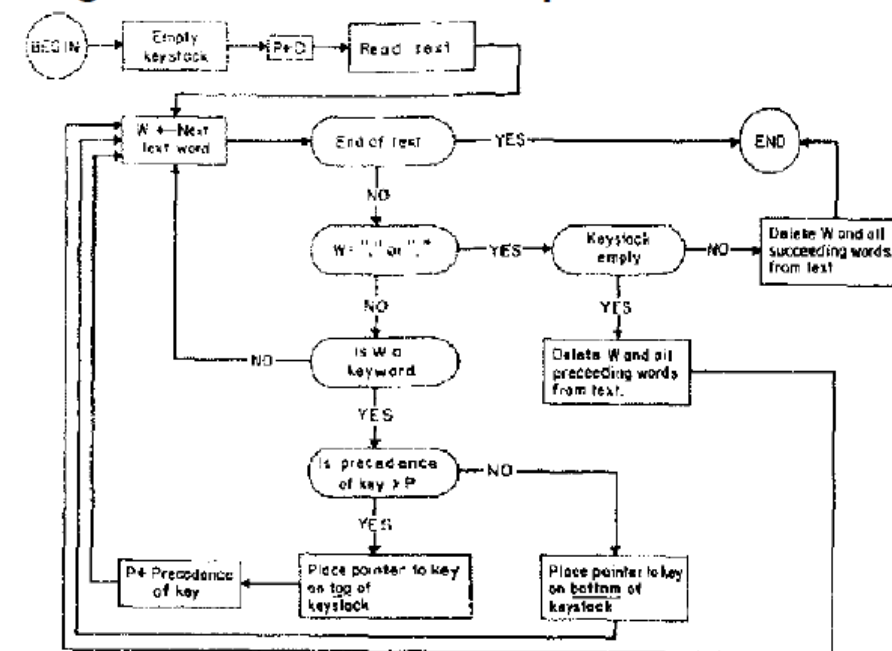 BEGIN
Empty
keystack
P←O
Read text
W ← Next
text word
End of text
YES
END
NO
W = "," or "."
YES
Keystack
empty
NO
Delete W and all
succeeding words
from text
NO
YES
Is W a
keyword
NO
Delete W and all
preceeding words
from text.
YES
Is precedence
of key > P
NO
YES
P← Precedence
of key
Place pointer to key
on top of
keystack
Place pointer to key
on bottom of
keystack